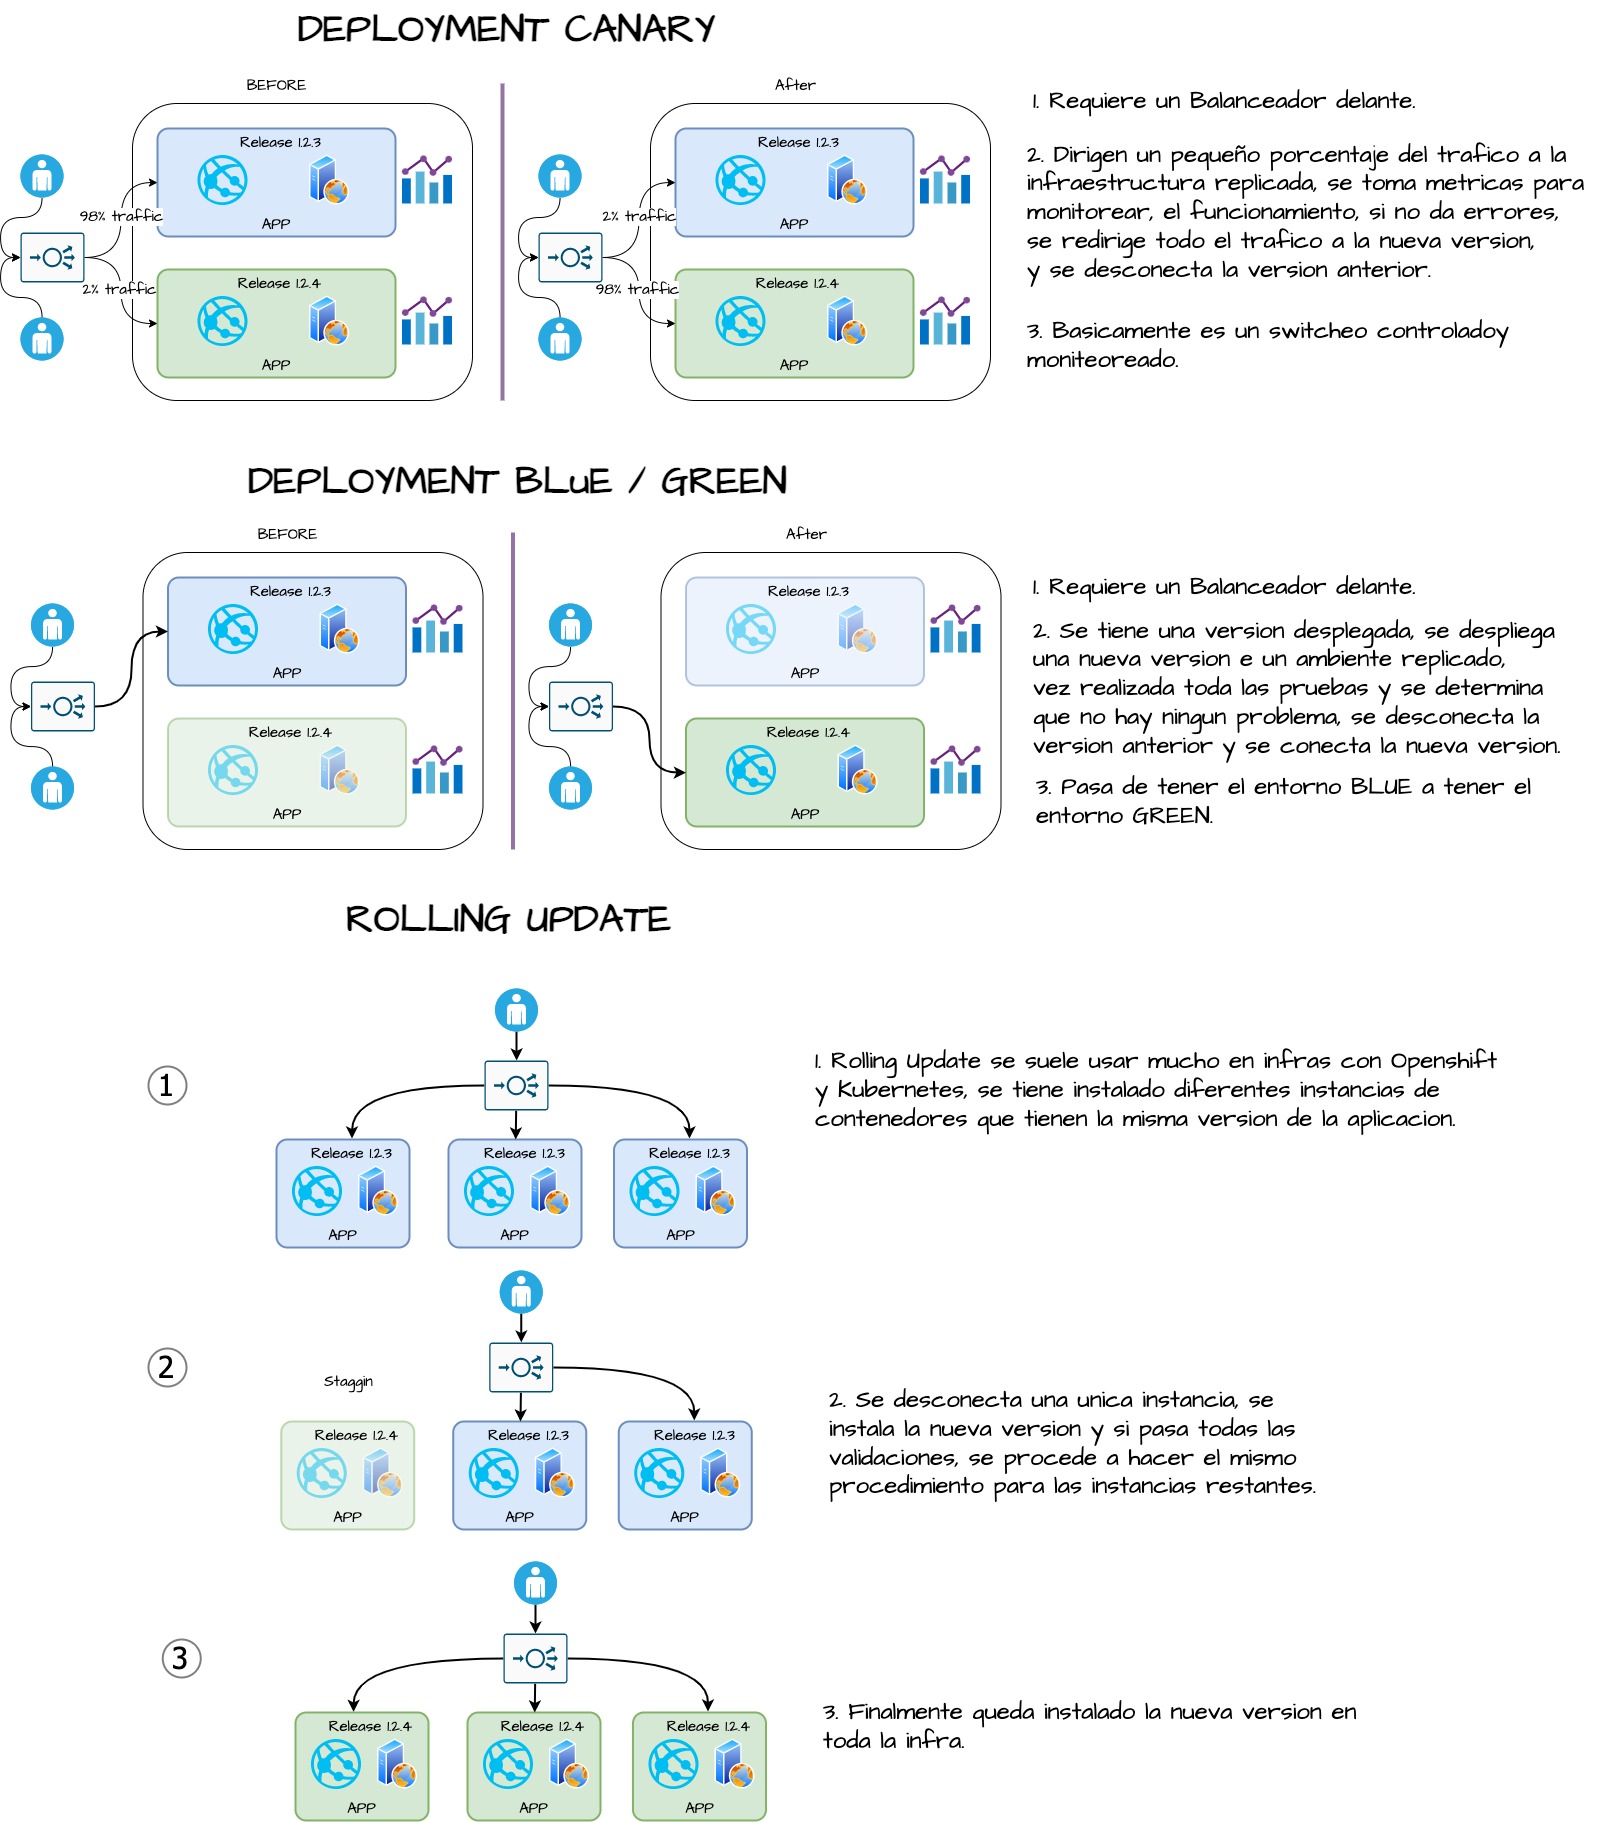 DEPLOYMENT CANARY
BEFORE
Release 1.2.3
APP
98% traffic
2% traffic
Release 1.2.4
APP
After
Release 1.2.3
APP
2% traffic
98% traffic
Release 1.2.4
APP
1. Requiere un Balanceador delante.
2. Dirigen un pequeño porcentaje del trafico a la
infraestructura replicada, se toma metricas para
monitorear, el funcionamiento, si no da errores,
se redirige todo el trafico a la nueva version,
y se desconecta la version anterior.
3. Basicamente es un switcheo controladoy
moniteoreado.
DEPLOYMENT BLuE / GREEN
BEFORE
Release 1.2.3
APP
Release 1.2.4
APP
After
Release 1.2.3
APP
Release 1.2.4
APP
1. Requiere un Balanceador delante.
2. Se tiene una version desplegada, se despliega
una nueva version e un ambiente replicado,
vez realizada toda las pruebas y se determina
que no hay ningun problema, se desconecta la
version anterior y se conecta la nueva version.
3. Pasa de tener el entorno BLUE a tener el
entorno GREEN.
ROLLING UPDATE
1
Release 1.2.3
APP
Release 1.2.3
APP
Release 1.2.3
APP
1. Rolling Update se suele usar mucho en infras con Openshift
y Kubernetes, se tiene instalado diferentes instancias de
contenedores que tienen la misma version de la aplicacion.
2
Staggin
Release 1.2.4
APP
Release 1.2.3
APP
Release 1.2.3
APP
2. Se desconecta una unica instancia, se
instala la nueva version y si pasa todas las
validaciones, se procede a hacer el mismo
procedimiento para las instancias restantes.
3
Release 1.2.4
APP
Release 1.2.4
APP
Release 1.2.4
APP
3. Finalmente queda instalado la nueva version en
toda la infra.